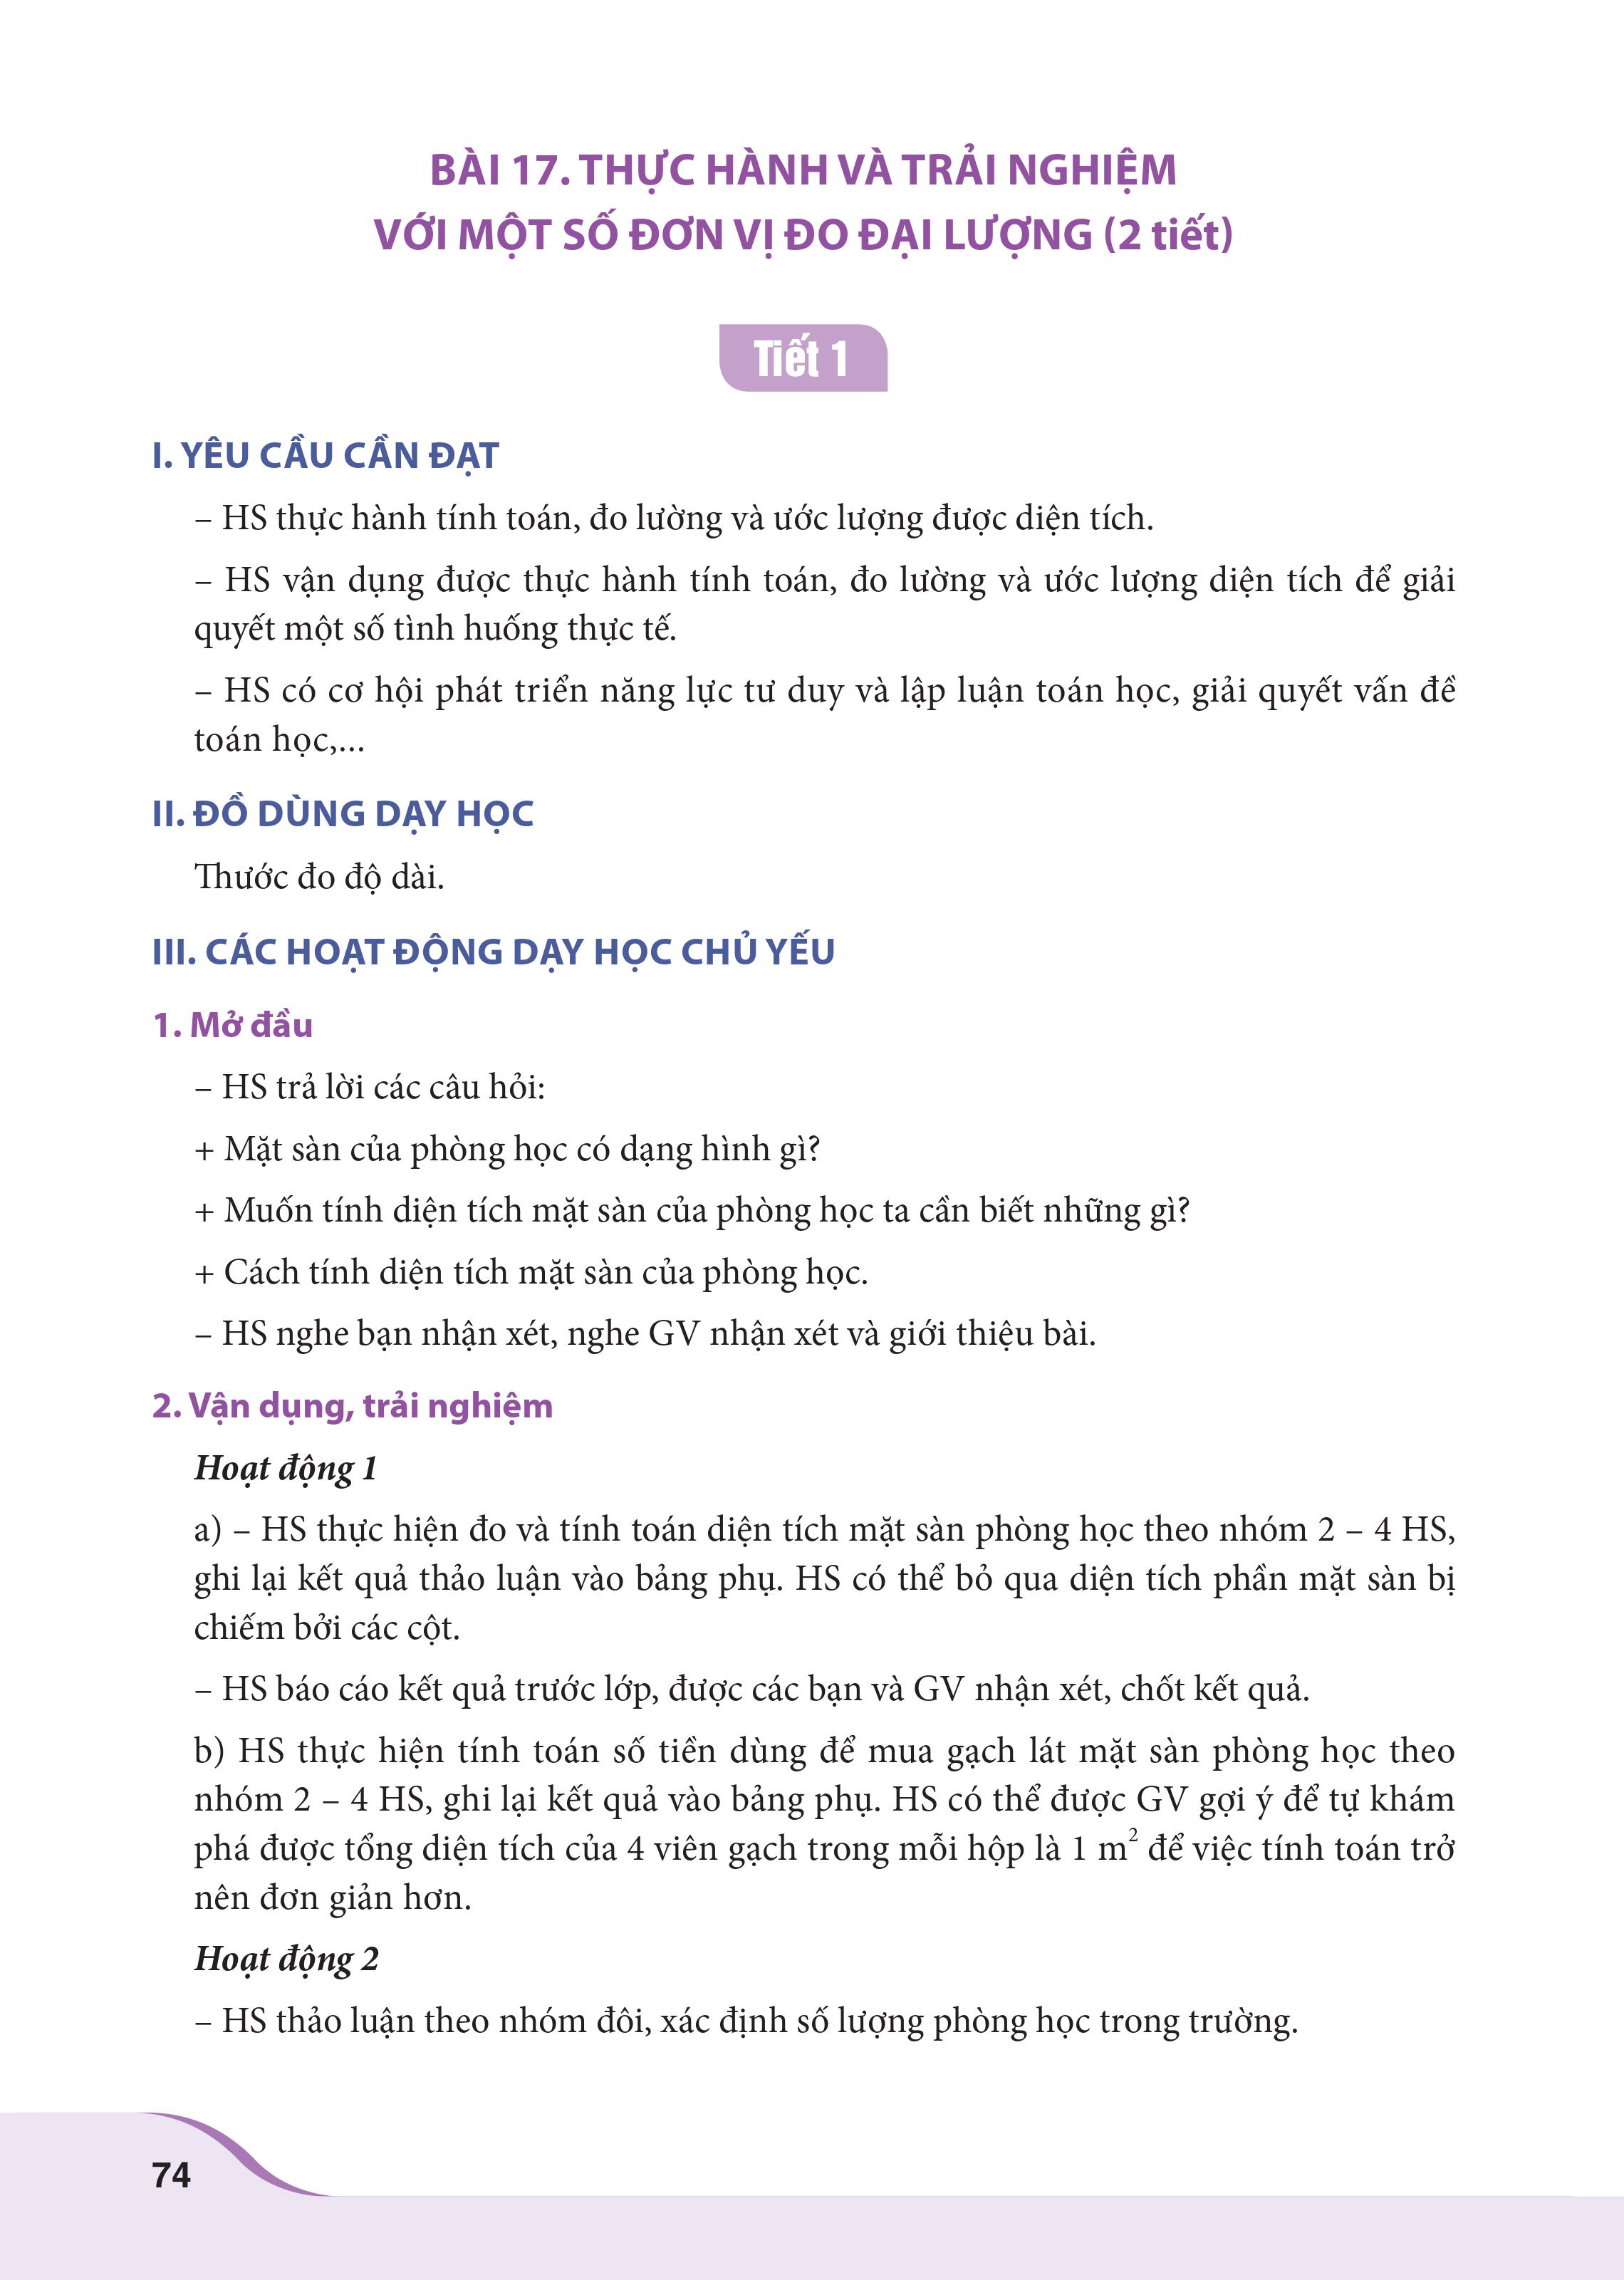 BÀI 17. THỰC HÀNH VÀ TRẢI NGHIỆM
VỚI MỘT SỐ ĐƠN VỊ ĐO ĐẠI LƯỢNG (2 tiết)
Tiết 1
I. YÊU CẦU CẦN ĐẠT
– HS thực hành tính toán, đo lường và ước lượng được diện tích.
– HS vận dụng được thực hành tính toán, đo lường và ước lượng diện tích để giải
quyết một số tình huống thực tế.
– HS có cơ hội phát triển năng lực tư duy và lập luận toán học, giải quyết vấn đề
toán học,...
II. ĐỒ DÙNG DẠY HỌC
Thước đo độ dài.
III. CÁC HOẠT ĐỘNG DẠY HỌC CHỦ YẾU
1. Mở đầu
– HS trả lời các câu hỏi:
+ Mặt sàn của phòng học có dạng hình gì?
+ Muốn tính diện tích mặt sàn của phòng học ta cần biết những gì?
+ Cách tính diện tích mặt sàn của phòng học.
– HS nghe bạn nhận xét, nghe GV nhận xét và giới thiệu bài.
2. Vận dụng, trải nghiệm
Hoạt động 1
a) – HS thực hiện đo và tính toán diện tích mặt sàn phòng học theo nhóm 2 – 4 HS,
ghi lại kết quả thảo luận vào bảng phụ. HS có thể bỏ qua diện tích phần mặt sàn bị
chiếm bởi các cột.
– HS báo cáo kết quả trước lớp, được các bạn và GV nhận xét, chốt kết quả.
b) HS thực hiện tính toán số tiền dùng để mua gạch lát mặt sàn phòng học theo
nhóm 2 – 4 HS, ghi lại kết quả vào bảng phụ. HS có thể được GV gợi ý để tự khám
phá được tổng diện tích của 4 viên gạch trong mỗi hộp là 1 m² để việc tính toán trở
nên đơn giản hơn.
Hoạt động 2
– HS thảo luận theo nhóm đôi, xác định số lượng phòng học trong trường.
74